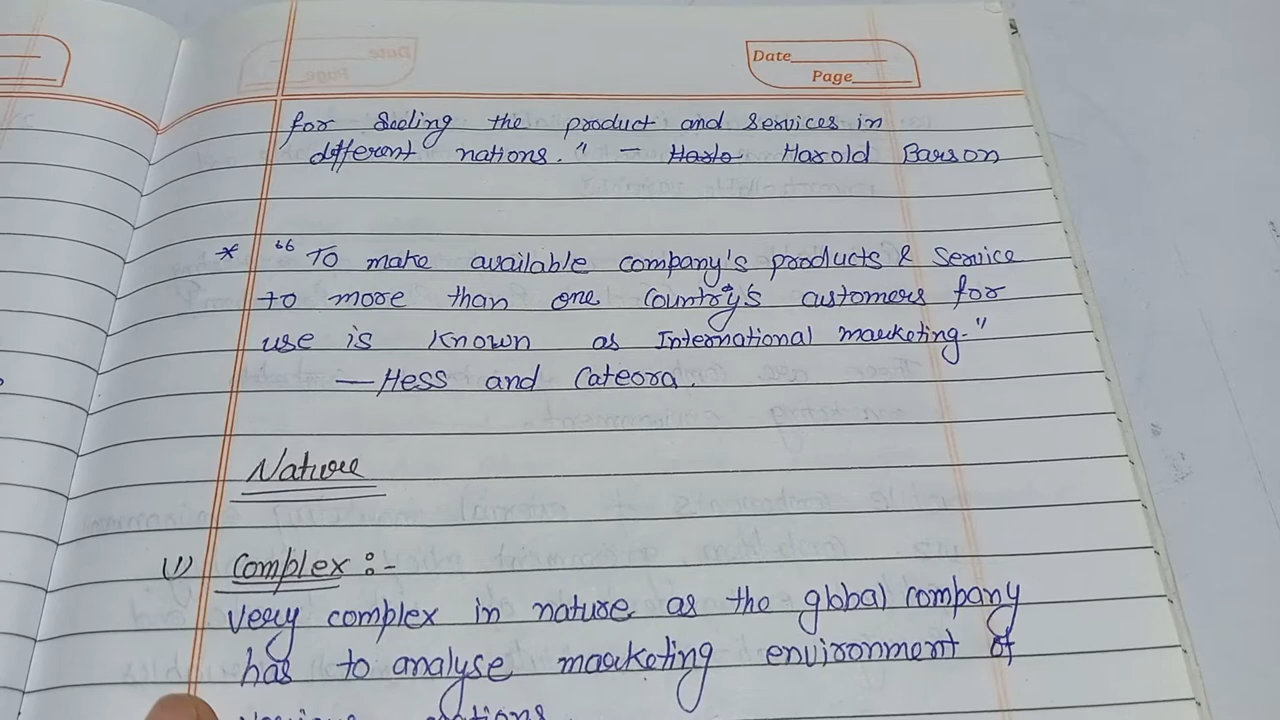 Date
Page
for Seeling the product and services in
different nations." - Harlo Harold Barson
* "To make available company's products & Service
to more than one Country's customers for
use is known as International marketing."
— Hess and Cateora.
Nature
(1) Complex :-
Very complex in nature as the global company
has to analyse marketing environment of
various nations